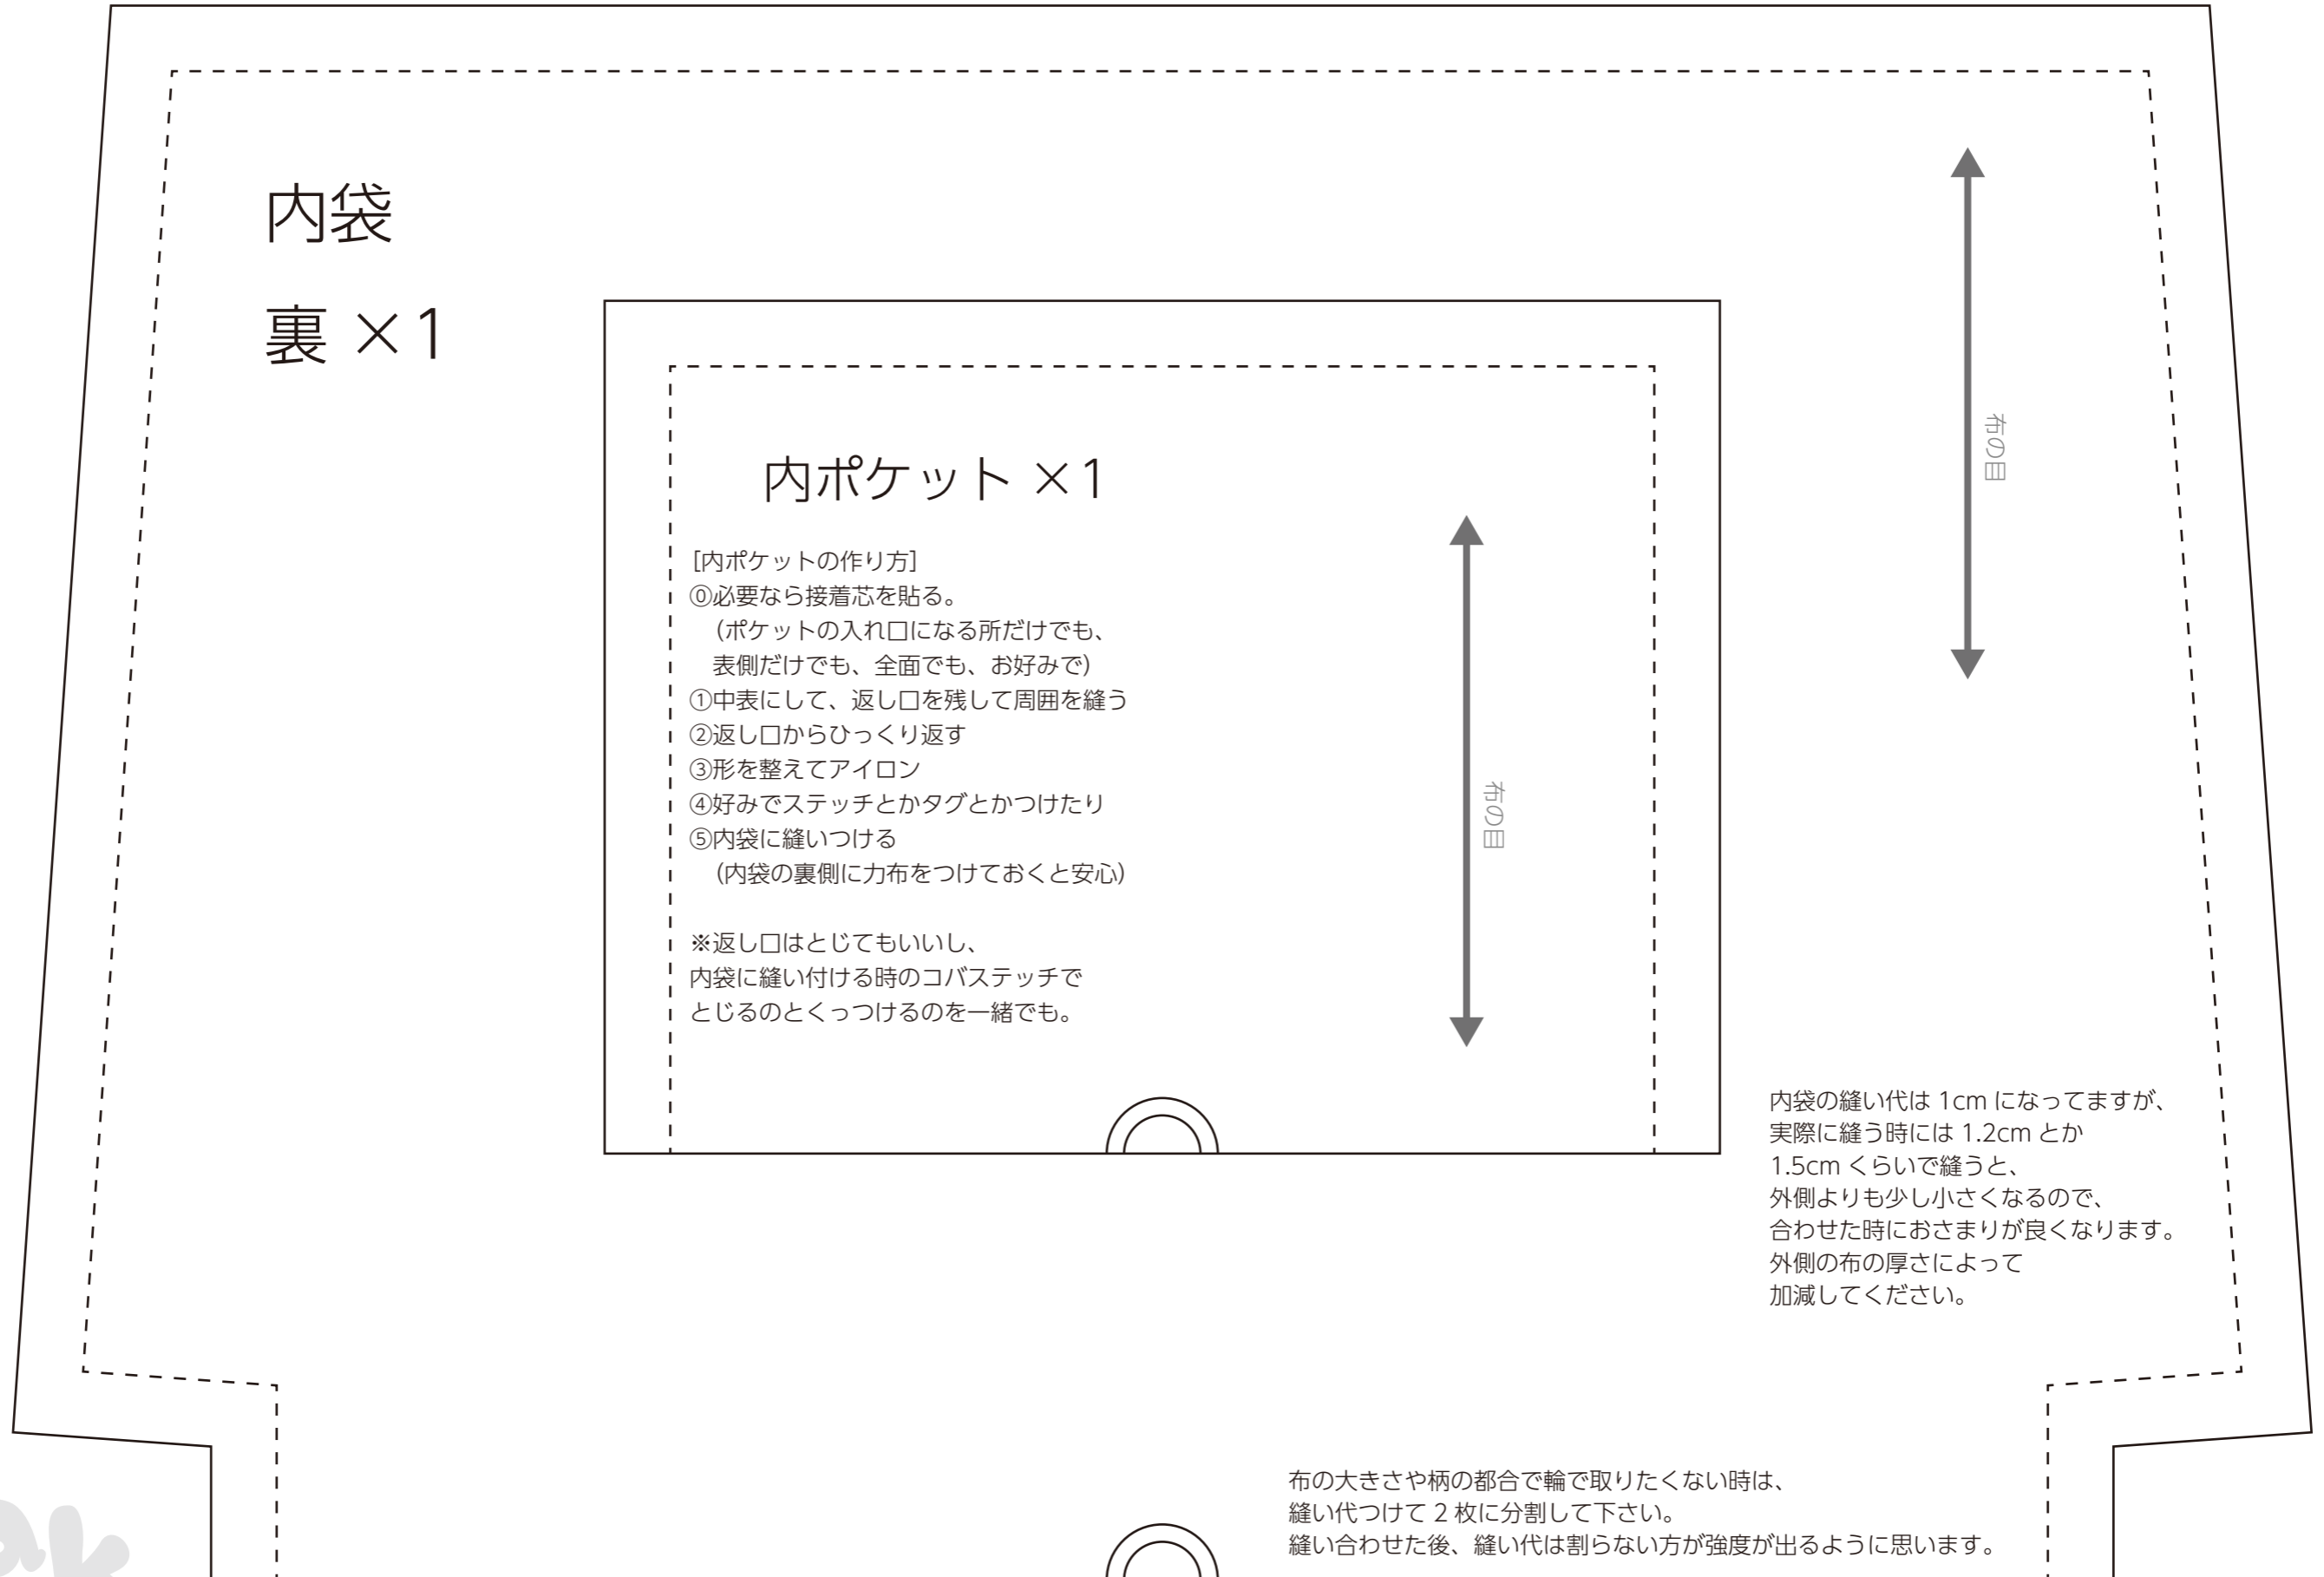 内袋
裏 ×1
布の目
内ポケット ×1
［内ポケットの作り方］
⓪必要なら接着芯を貼る。
（ポケットの入れ口になる所だけでも、
表側だけでも、全面でも、お好みで）
①中表にして、返し口を残して周囲を縫う
②返し口からひっくり返す
③形を整えてアイロン
④好みでステッチとかタグとかつけたり
⑤内袋に縫いつける
（内袋の裏側に力布をつけておくと安心）
※返し口はとじてもいいし、
内袋に縫い付ける時のコバステッチで
とじるのとくっつけるのを一緒でも。
布の目
内袋の縫い代は 1cm になってますが、
実際に縫う時には 1.2cm とか
1.5cm くらいで縫うと、
外側よりも少し小さくなるので、
合わせた時におさまりが良くなります。
外側の布の厚さによって
加減してください。
布の大きさや柄の都合で輪で取りたくない時は、
縫い代つけて 2 枚に分割して下さい。
縫い合わせた後、縫い代は割らない方が強度が出るように思います。